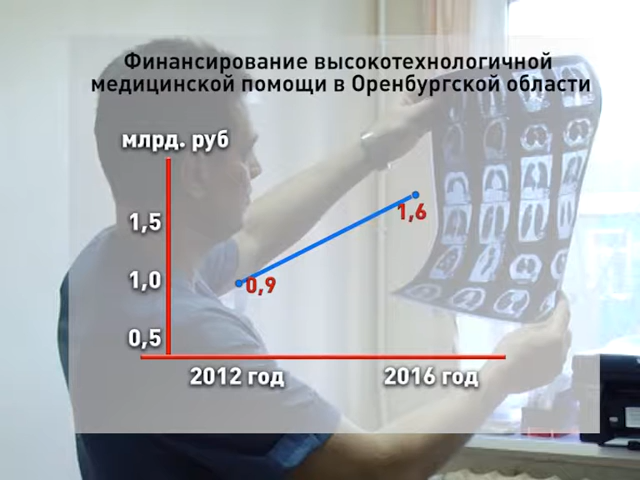 Финансирование высокотехнологичной
медицинской помощи в Оренбургской области
млрд. руб
1,5
1,6
1,0
0,9
0,5
2012 год
2016 год